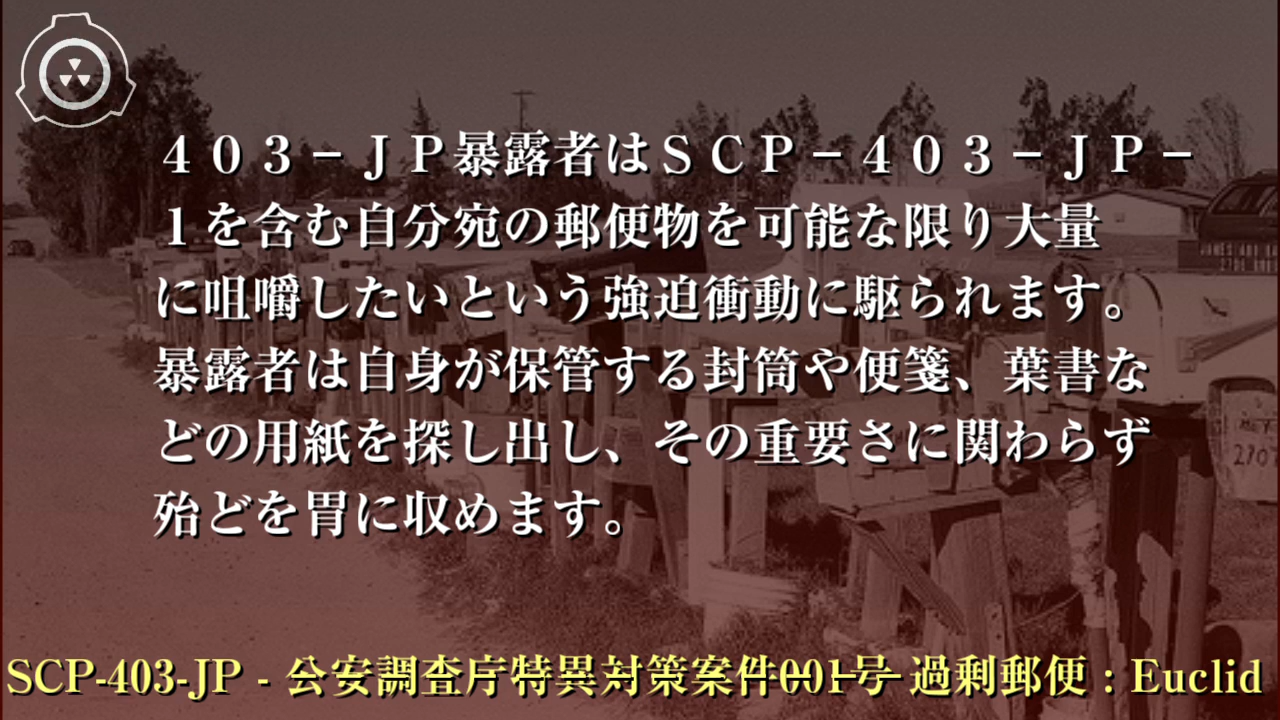 ４０３－ＪＰ暴露者はＳＣＰ－４０３－ＪＰ－
１を含む自分宛の郵便物を可能な限り大量
に咀嚼したいという強迫衝動に駆られます。
暴露者は自身が保管する封筒や便箋、葉書な
どの用紙を探し出し、その重要さに関わらず
殆どを胃に収めます。
SCP-403-JP - 公安調査庁特異対策案件001号 過剰郵便 : Euclid